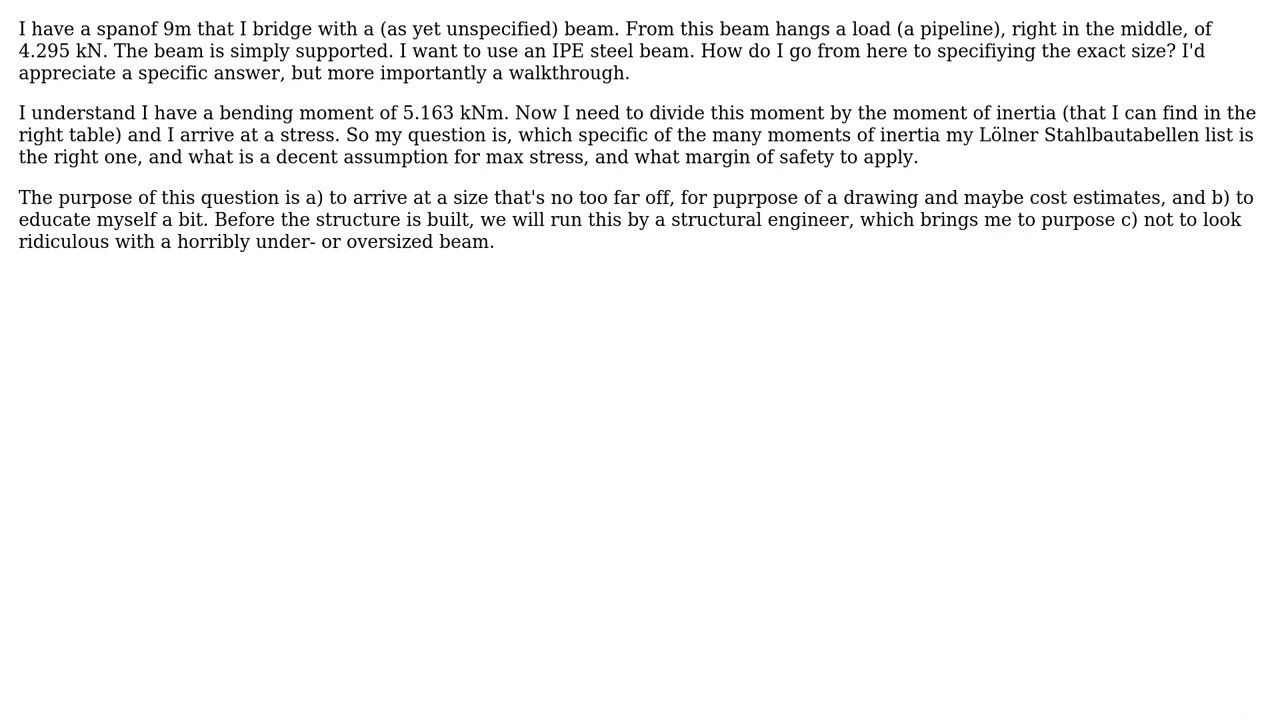 I have a spanof 9m that I bridge with a (as yet unspecified) beam. From this beam hangs a load (a pipeline), right in the middle, of
4.295 kN. The beam is simply supported. I want to use an IPE steel beam. How do I go from here to specifiying the exact size? I'd
appreciate a specific answer, but more importantly a walkthrough.
I understand I have a bending moment of 5.163 kNm. Now I need to divide this moment by the moment of inertia (that I can find in the
right table) and I arrive at a stress. So my question is, which specific of the many moments of inertia my Lölner Stahlbautabellen list is
the right one, and what is a decent assumption for max stress, and what margin of safety to apply.
The purpose of this question is a) to arrive at a size that's no too far off, for puprpose of a drawing and maybe cost estimates, and b) to
educate myself a bit. Before the structure is built, we will run this by a structural engineer, which brings me to purpose c) not to look
ridiculous with a horribly under- or oversized beam.